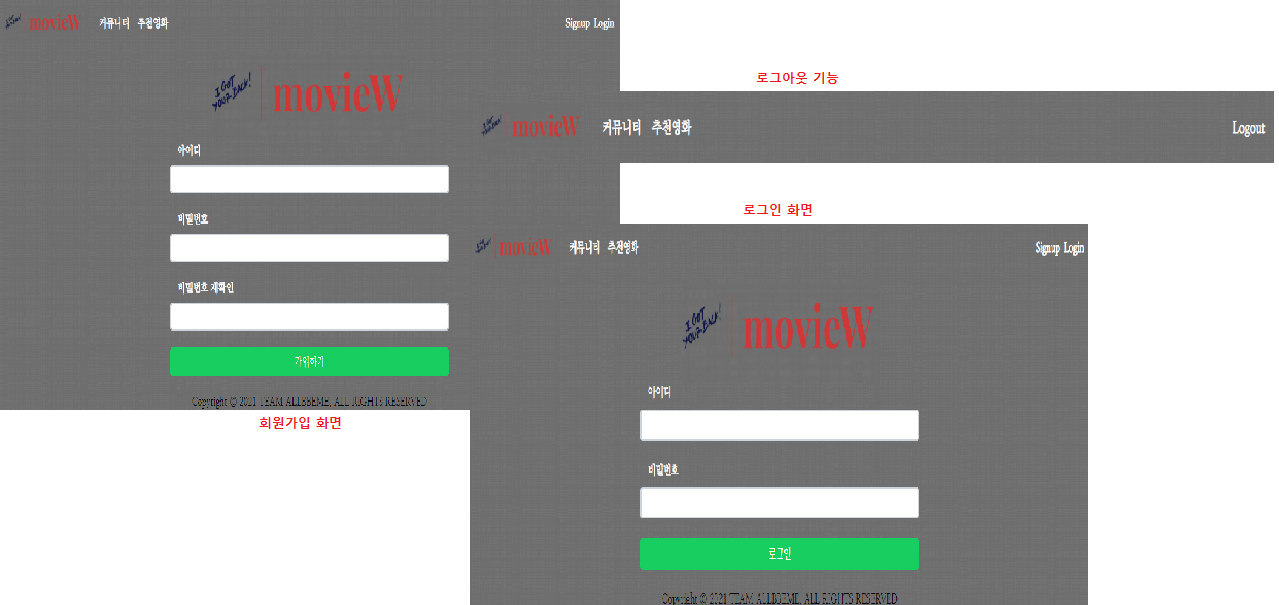 movieW 커뮤니티 추천영화 Signup Login
I GOT YOUR BACK! movieW
아이디
비밀번호
비밀번호 재확인
가입하기
Copyright © 2021 TEAM ALLBEEME, ALL RIGHTs RESERVED
회원가입 화면
로그아웃 기능
I GOT YOUR BACK! movieW 커뮤니티 추천영화 Logout
로그인 화면
movieW 커뮤니티 추천영화 Signup Login
I GOT YOUR BACK! movieW
아이디
비밀번호
로그인
Copyright © 2021 TEAM ALLBEEME, ALL RIGHTS RESERVED